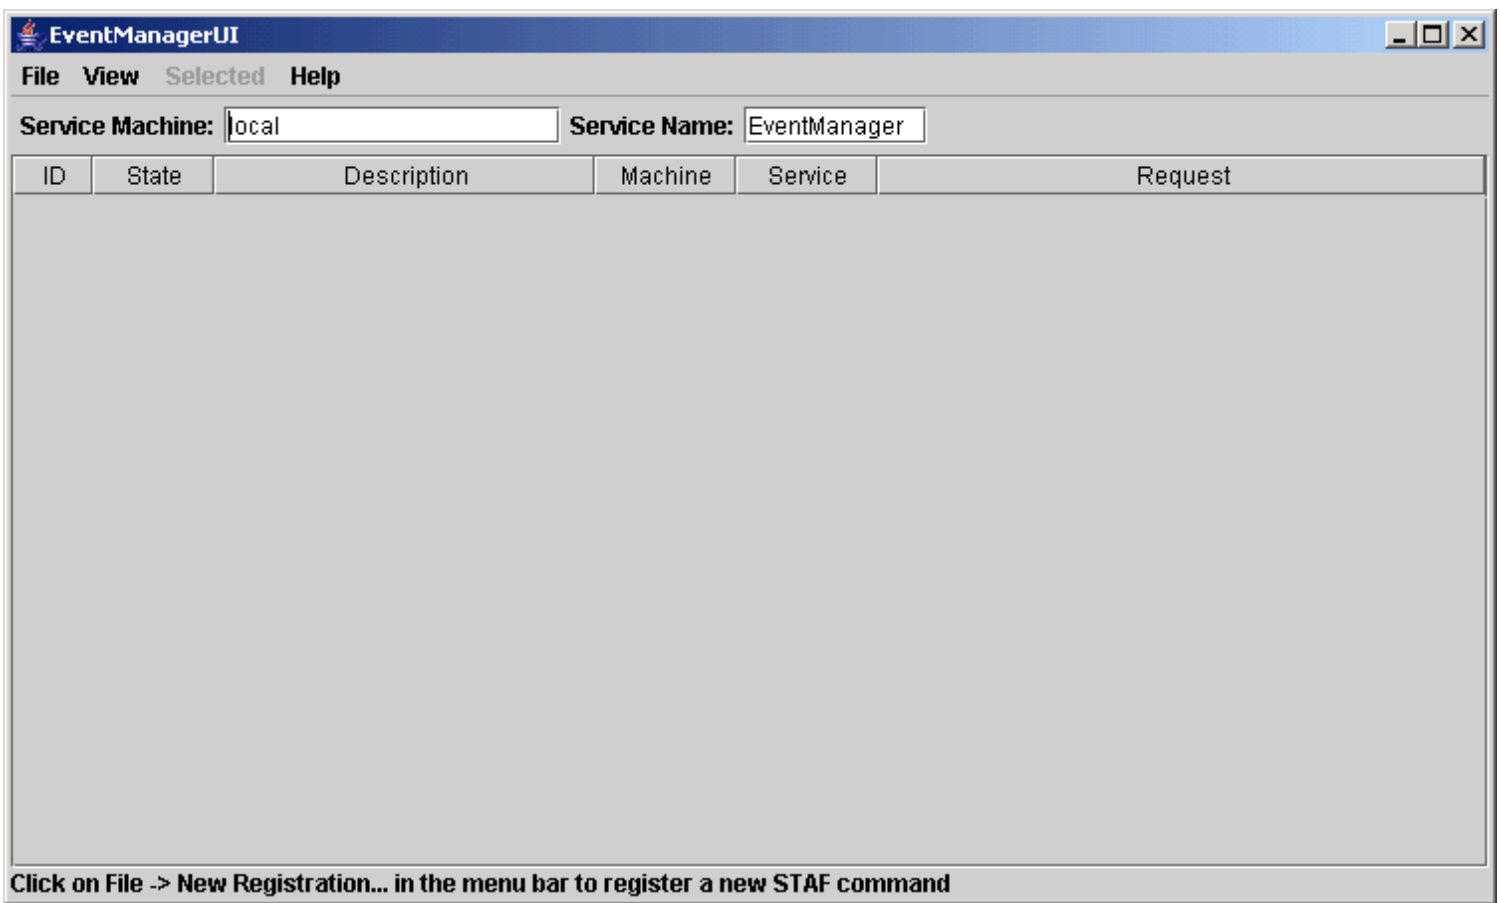 EventManagerUI
File View Selected Help
Service Machine: local Service Name: EventManager
ID State Description Machine Service Request
Click on File -> New Registration... in the menu bar to register a new STAF command